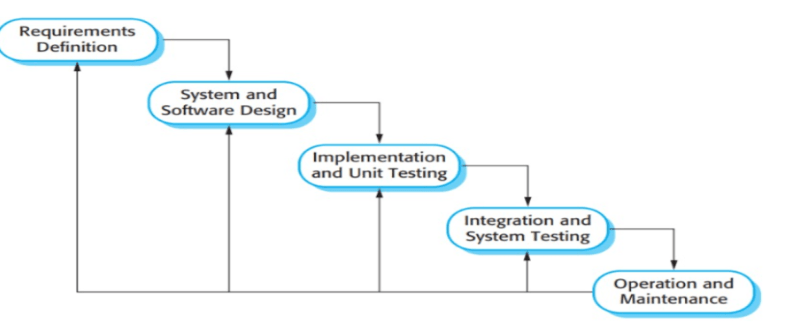 Requirements
Definition
System and
Software Design
Implementation
and Unit Testing
Integration and
System Testing
Operation and
Maintenance